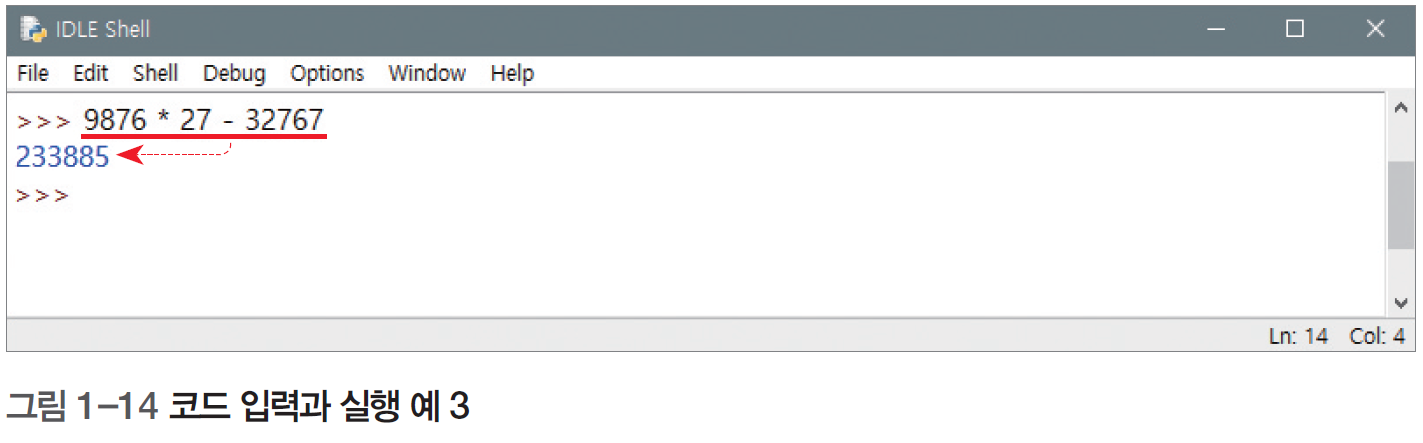 IDLE Shell
File Edit Shell Debug Options Window Help
>>> 9876 * 27 - 32767
233885
>>>
Ln: 14 Col: 4
그림 1-14 코드 입력과 실행 예 3